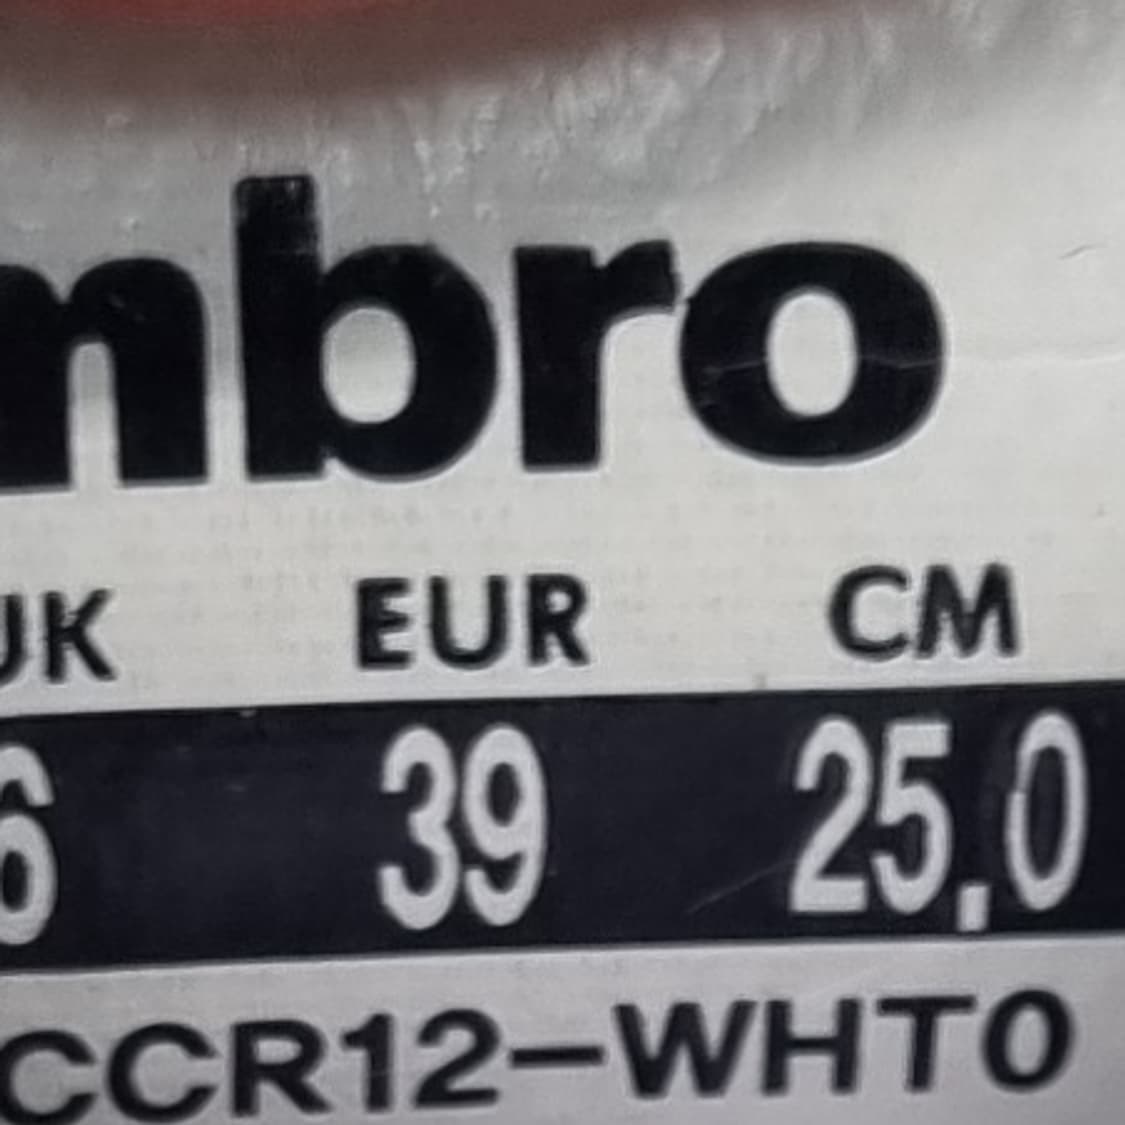 mbro
UK EUR CM
6 39 25.0
CCR12-WHT0